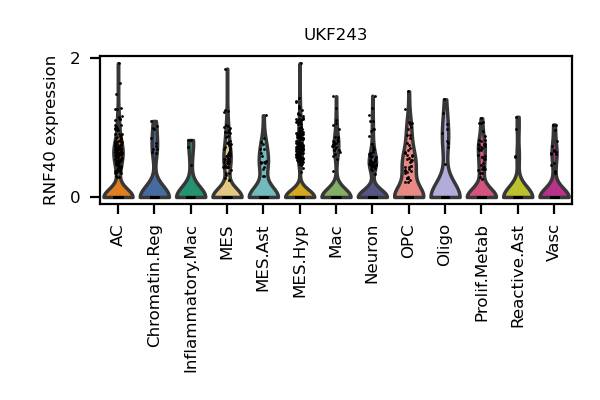 UKF243
RNF40 expression
2
0
AC
Chromatin.Reg
Inflammatory.Mac
MES
MES.Ast
MES.Hyp
Mac
Neuron
OPC
Oligo
Prolif.Metab
Reactive.Ast
Vasc